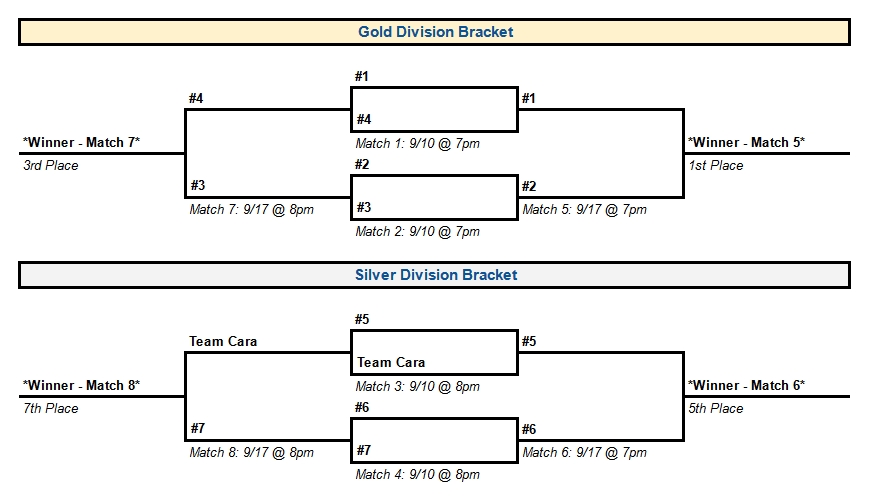 Gold Division Bracket
#1
#4
#1
#4
*Winner - Match 7*
*Winner - Match 5*
Match 1: 9/10 @ 7pm
3rd Place
#2
1st Place
#3
#2
#3
Match 7: 9/17 @ 8pm
Match 5: 9/17 @ 7pm
Match 2: 9/10 @ 7pm
Silver Division Bracket
#5
Team Cara
#5
Team Cara
*Winner - Match 8*
*Winner - Match 6*
Match 3: 9/10 @ 8pm
7th Place
#6
5th Place
#7
#6
#7
Match 8: 9/17 @ 8pm
Match 6: 9/17 @ 7pm
Match 4: 9/10 @ 8pm